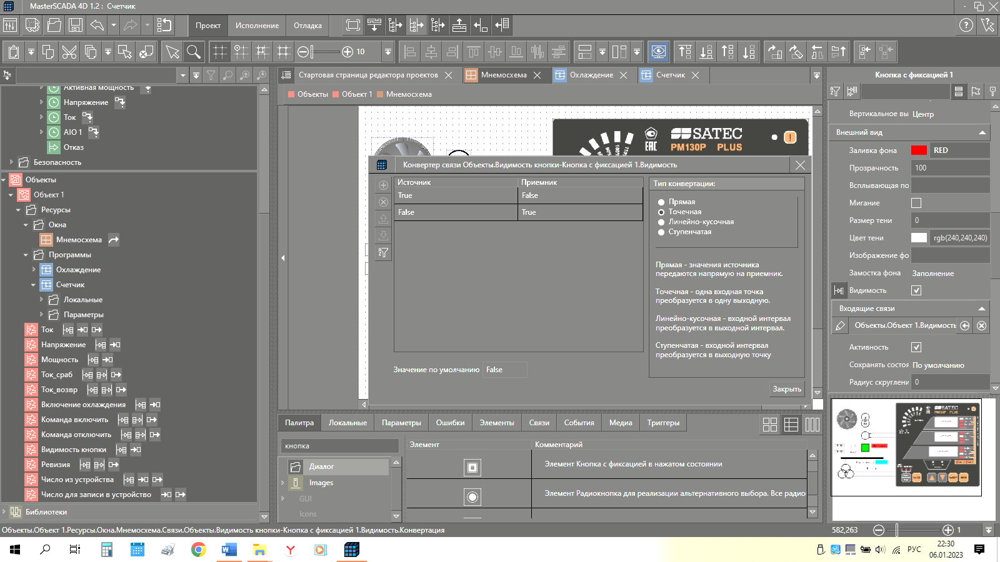 MasterSCADA 4D 1.2 : Счетчик
Проект
Исполнение
Отладка
10
Активная мощность
Напряжение
Ток
AIO 1
Отказ
Безопасность
Объекты
Объект 1
Ресурсы
Окна
Мнемосхема
Программы
Охлаждение
Счетчик
Локальные
Параметры
Ток
Напряжение
Мощность
Ток_сраб
Ток_возвр
Включение охлаждения
Команда включить
Команда отключить
Видимость кнопки
Ревизия
Число из устройства
Число для записи в устройство
Библиотеки
Стартовая страница редактора проектов
Мнемосхема
Охлаждение
Счетчик
Объекты Объект 1 Мнемосхема
EAC
SATEC
PM130P PLUS
Конвертер связи Объекты.Видимость кнопки-Кнопка с фиксацией 1.Видимость
Источник Приемник
True False
False True
Значение по умолчанию False
Тип конвертации:
Прямая
Точечная
Линейно-кусочная
Ступенчатая
Прямая - значения источника
передаются напрямую на приемник.
Точечная - одна входная точка
преобразуется в одну выходную.
Линейно-кусочная - входной интервал
преобразуется в выходной интервал.
Ступенчатая - входной интервал
преобразуется в выходную точку
Закрыть
Палитра
Локальные
Параметры
Ошибки
Элементы
Связи
События
Медиа
Триггеры
кнопка
Диалог
Images
GUI
Icons
Элемент Комментарий
Элемент Кнопка с фиксацией в нажатом состоянии
Элемент Радиокнопка для реализации альтернативного выбора. Все радио
Кнопка с фиксацией 1
Вертикальное вы Центр
Внешний вид
Заливка фона RED
Прозрачность 100
Всплывающая по
Мигание
Размер тени 0
Цвет тени rgb(240,240,240)
Изображение фо
Замостка фона Заполнение
Видимость
Входящие связи
Объекты.Объект 1.Видимость
Активность
Сохранять состоя По умолчанию
Радиус скруглени 0
SATEC
PM130P PLUS
Объекты.Объект 1.Ресурсы.Окна.Мнемосхема.Связи.Объекты.Видимость кнопки-Кнопка с фиксацией 1.Видимость.Конвертация
582,263
1
РУС
22:30
06.01.2023